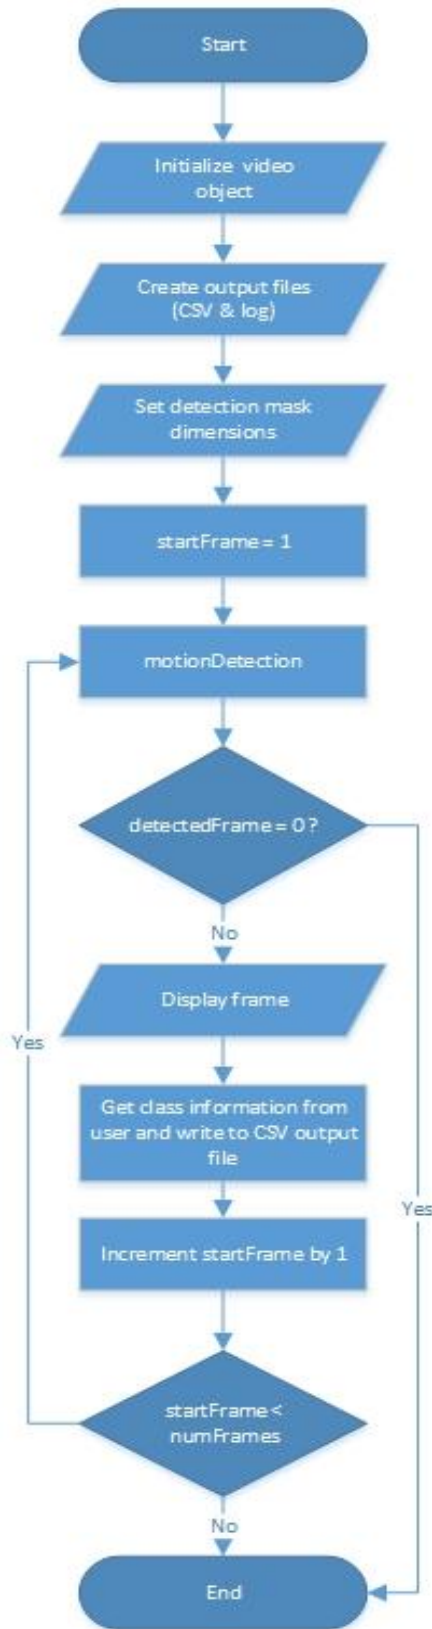 Start
Initialize video
object
Create output files
(CSV & log)
Set detection mask
dimensions
startFrame = 1
motionDetection
detectedFrame = 0 ?
No
Display frame
Yes
Get class information from
user and write to CSV output
file
Yes
Increment startFrame by 1
startFrame <
numFrames
No
End